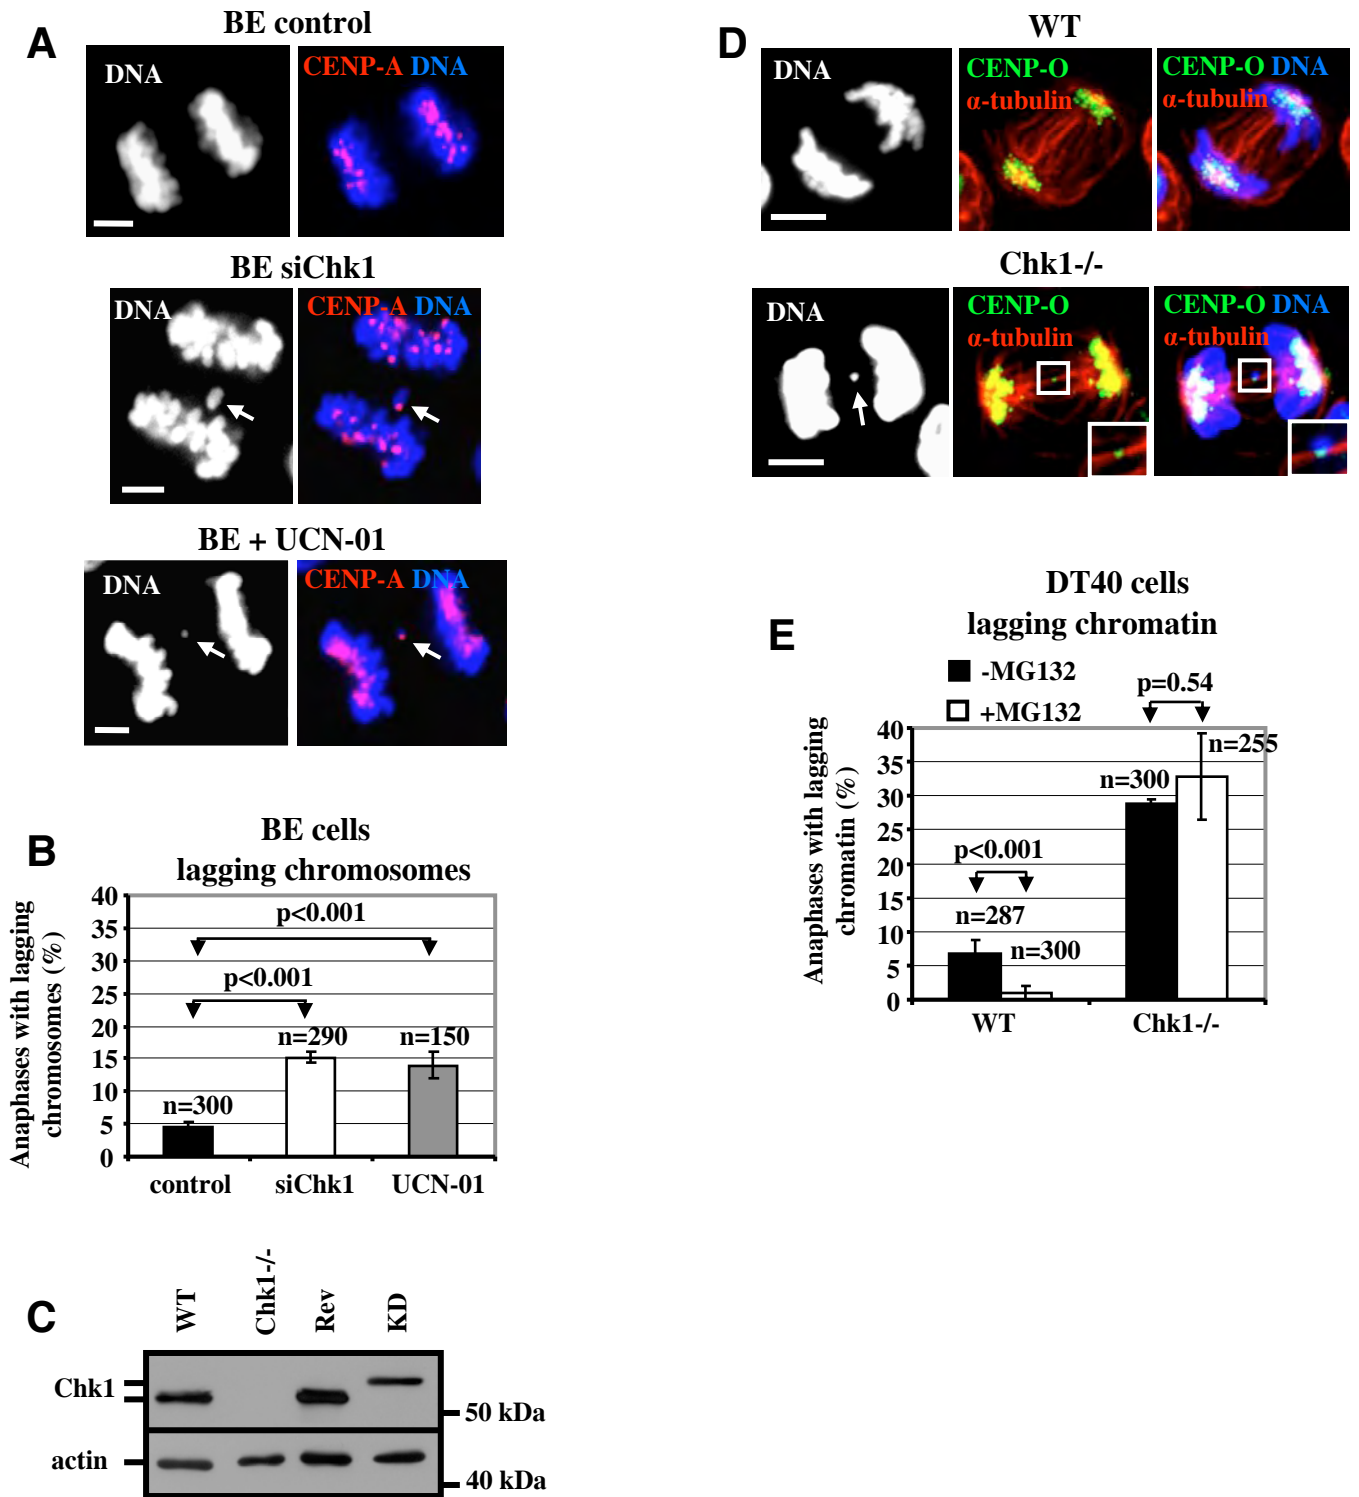 A
BE control
DNA
CENP-A DNA
BE siChk1
DNA
CENP-A DNA
BE + UCN-01
DNA
CENP-A DNA
B
BE cells
lagging chromosomes
Anaphases with lagging
chromosomes (%)
40
35
30
25
20
15
10
5
0
p<0.001
p<0.001
n=300
n=290
n=150
control
siChk1
UCN-01
C
WT
Chk1-/-
Rev
KD
Chk1
50 kDa
actin
40 kDa
D
WT
DNA
CENP-O
α-tubulin
CENP-O DNA
α-tubulin
Chk1-/-
DNA
CENP-O
α-tubulin
CENP-O DNA
α-tubulin
E
DT40 cells
lagging chromatin
-MG132
+MG132
Anaphases with lagging
chromatin (%)
40
35
30
25
20
15
10
5
0
p<0.001
n=287
n=300
p=0.54
n=300
n=255
WT
Chk1-/-